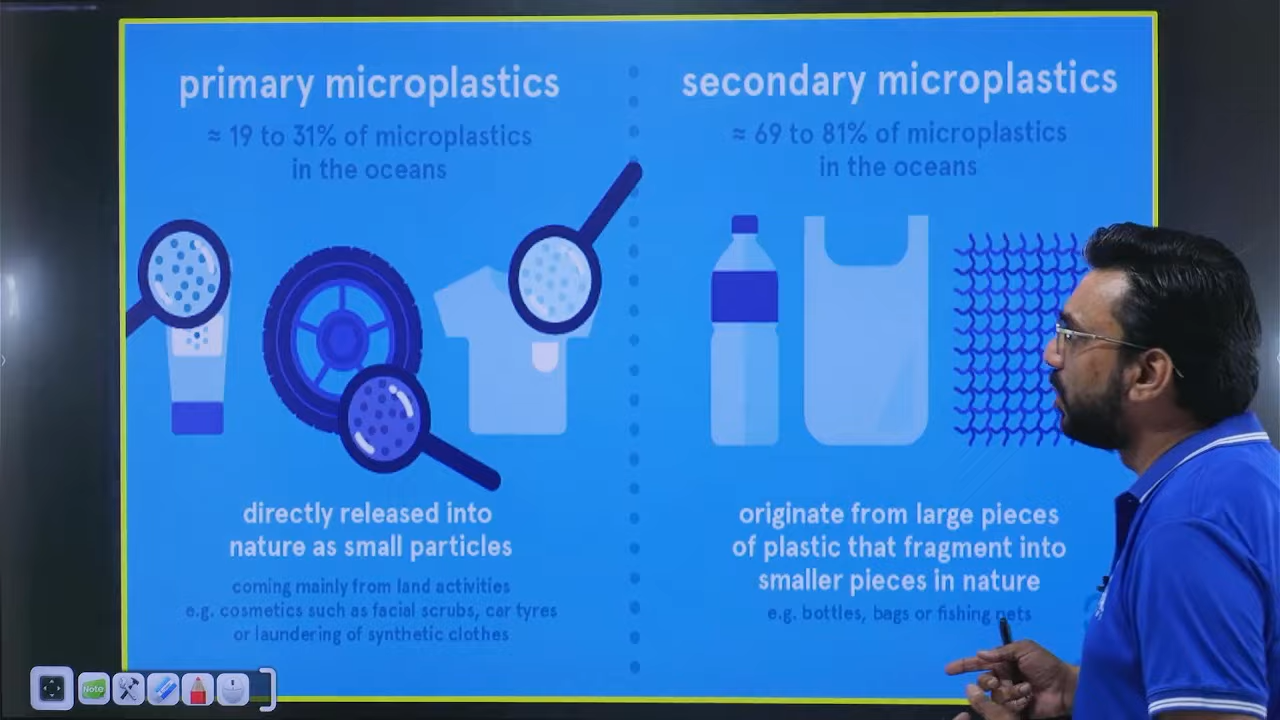 primary microplastics
≈ 19 to 31% of microplastics
in the oceans
directly released into
nature as small particles
coming mainly from land activities
e.g. cosmetics such as facial scrubs, car tyres
or laundering of synthetic clothes
secondary microplastics
≈ 69 to 81% of microplastics
in the oceans
originate from large pieces
of plastic that fragment into
smaller pieces in nature
e.g. bottles, bags or fishing nets
Note